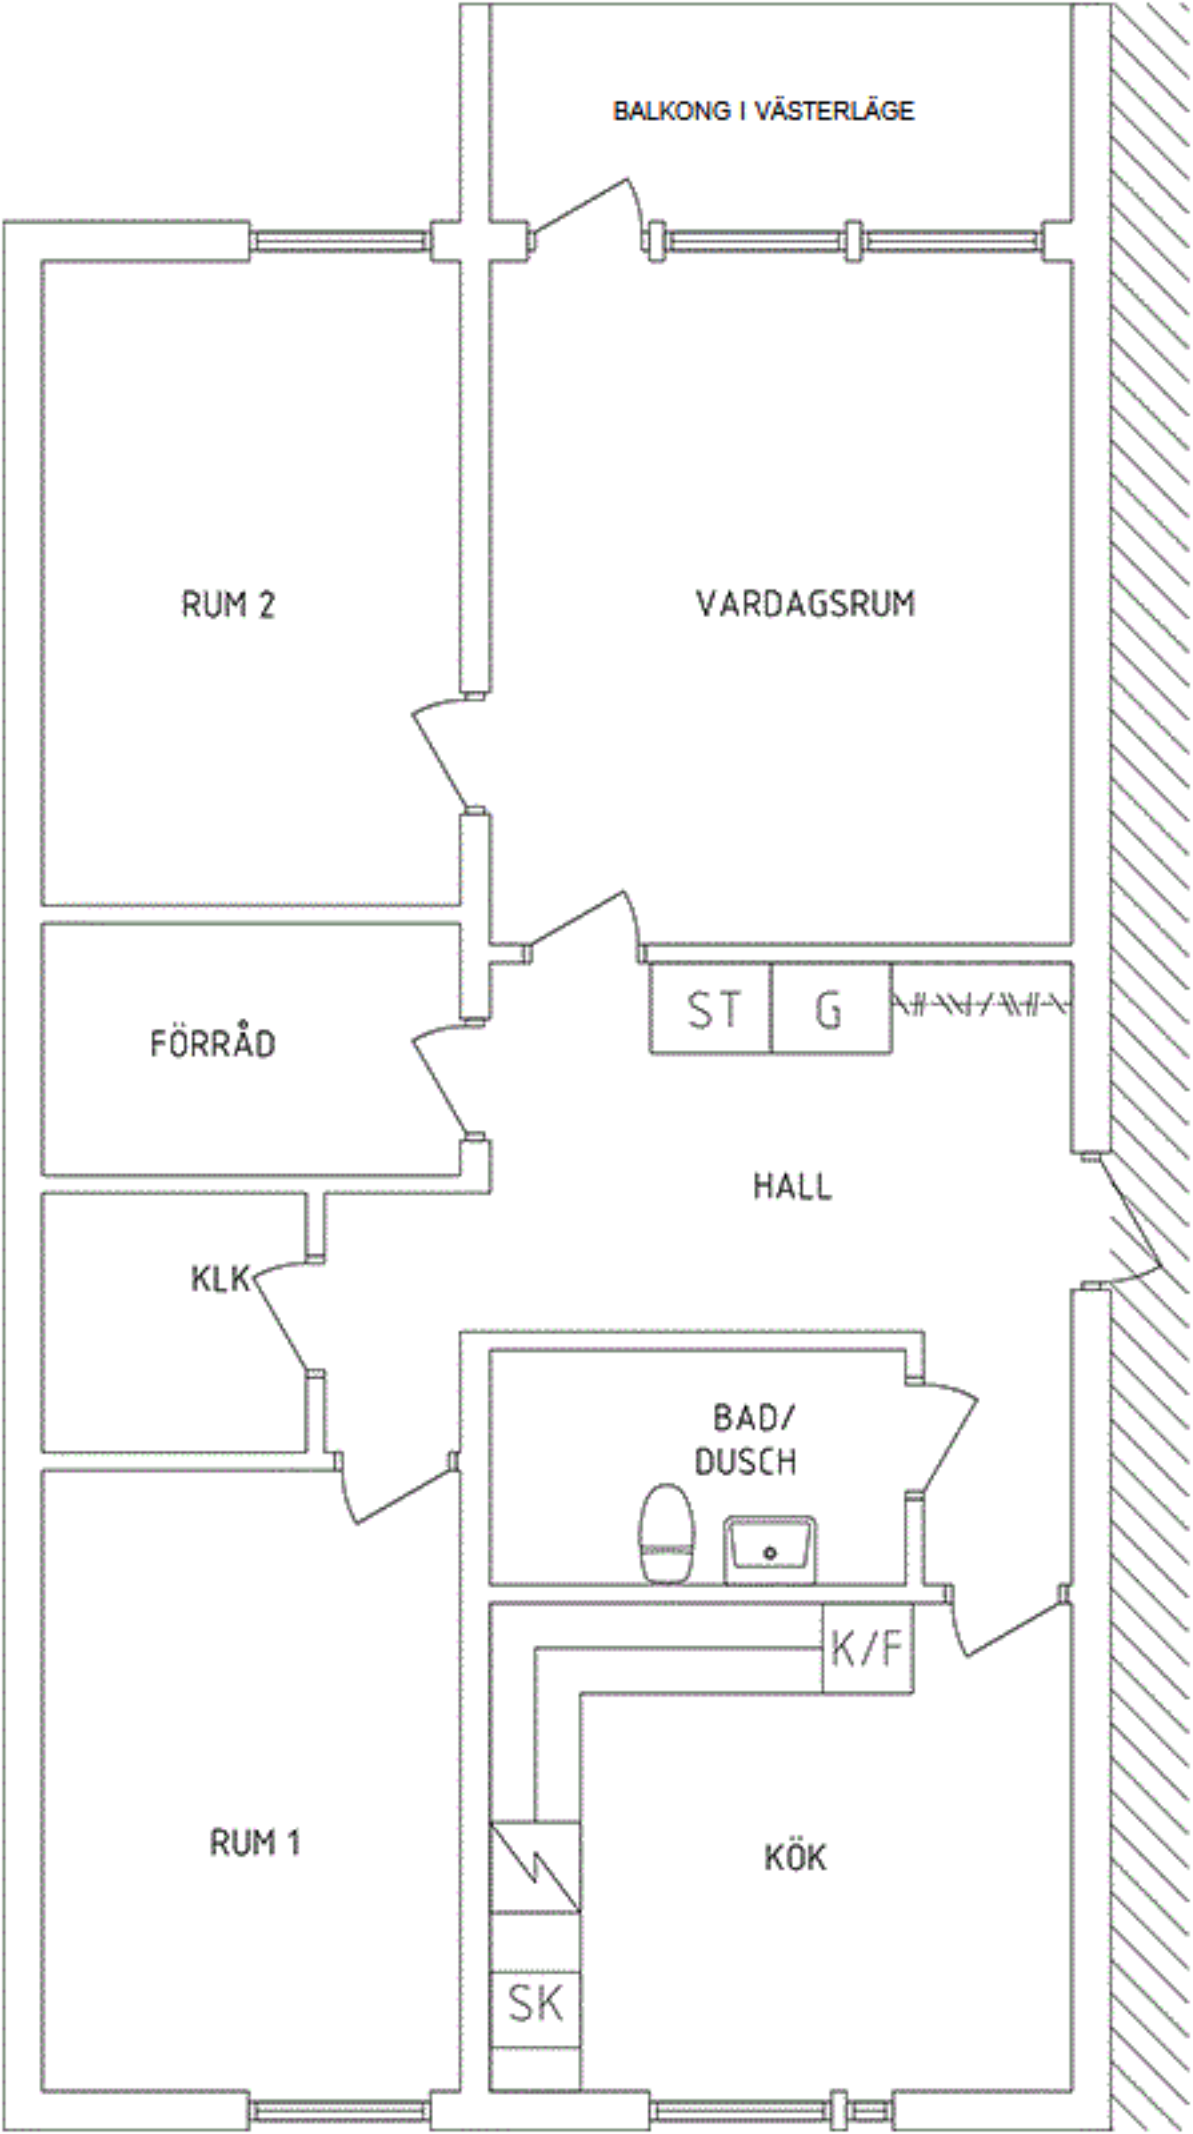 BALKONG I VÄSTERLÄGE
RUM 2
VARDAGSRUM
ST
G
FÖRRÅD
HALL
KLK
BAD/
DUSCH
K/F
RUM 1
KÖK
SK